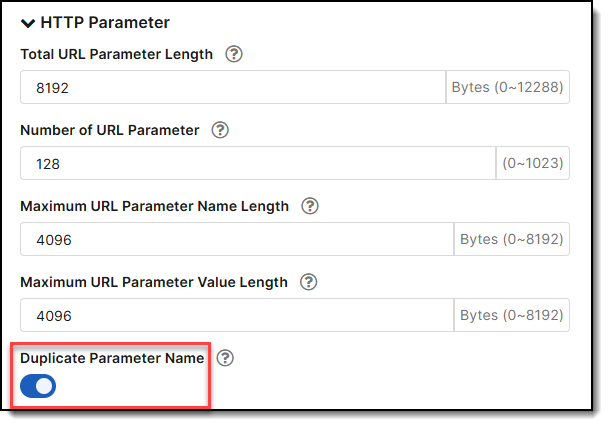 HTTP Parameter
Total URL Parameter Length ?
8192 Bytes (0~12288)
Number of URL Parameter ?
128 (0~1023)
Maximum URL Parameter Name Length ?
4096 Bytes (0~8192)
Maximum URL Parameter Value Length ?
4096 Bytes (0~8192)
Duplicate Parameter Name ?